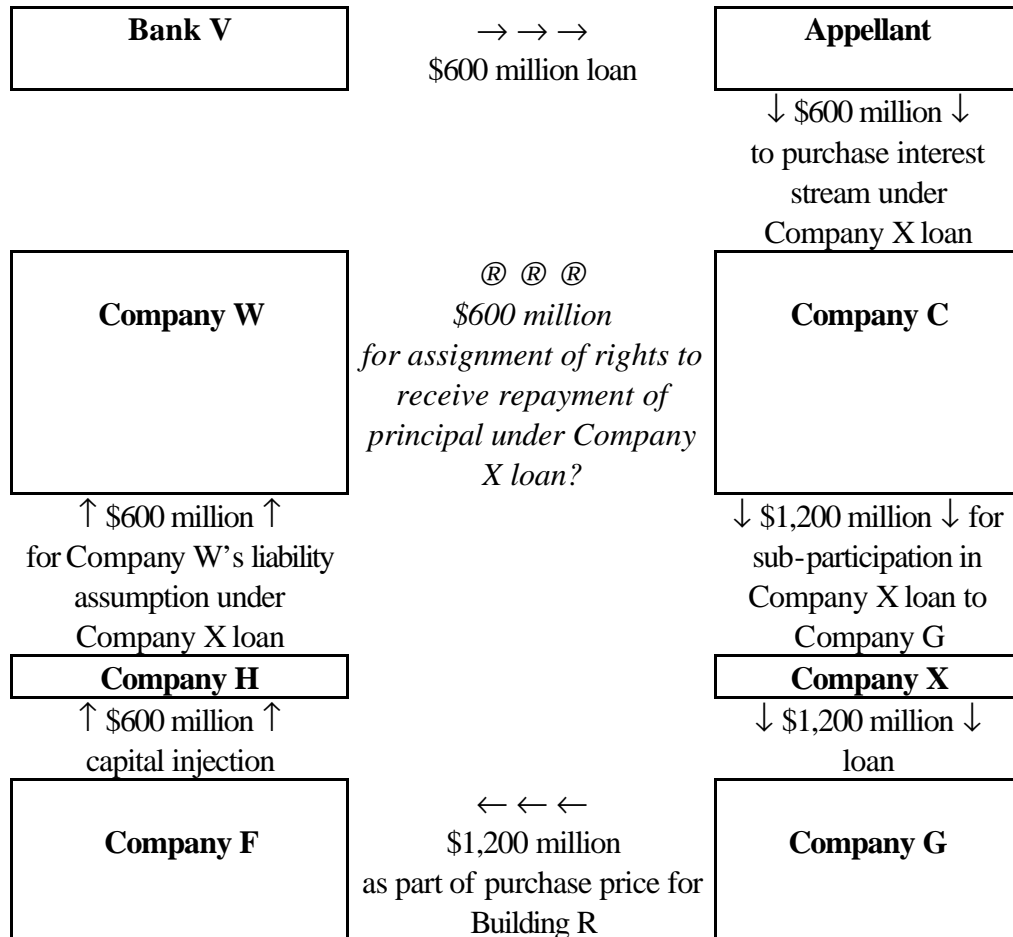 Bank V
→ → →
$600 million loan
Appellant
↓ $600 million ↓
to purchase interest
stream under
Company X loan
Company W
® ® ®
$600 million
for assignment of rights to
receive repayment of
principal under Company
X loan?
Company C
↑ $600 million ↑
for Company W's liability
assumption under
Company X loan
↓ $1,200 million ↓ for
sub-participation in
Company X loan to
Company G
Company H
Company X
↑ $600 million ↑
capital injection
↓ $1,200 million ↓
loan
Company F
← ← ←
$1,200 million
as part of purchase price for
Building R
Company G